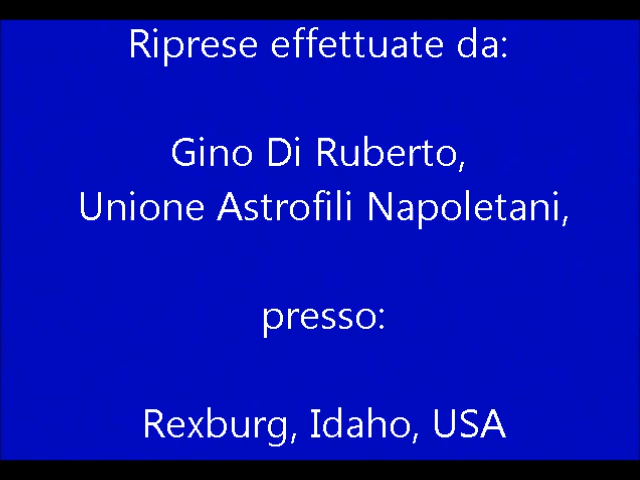 Riprese effettuate da:
Gino Di Ruberto,
Unione Astrofili Napoletani,
presso:
Rexburg, Idaho, USA